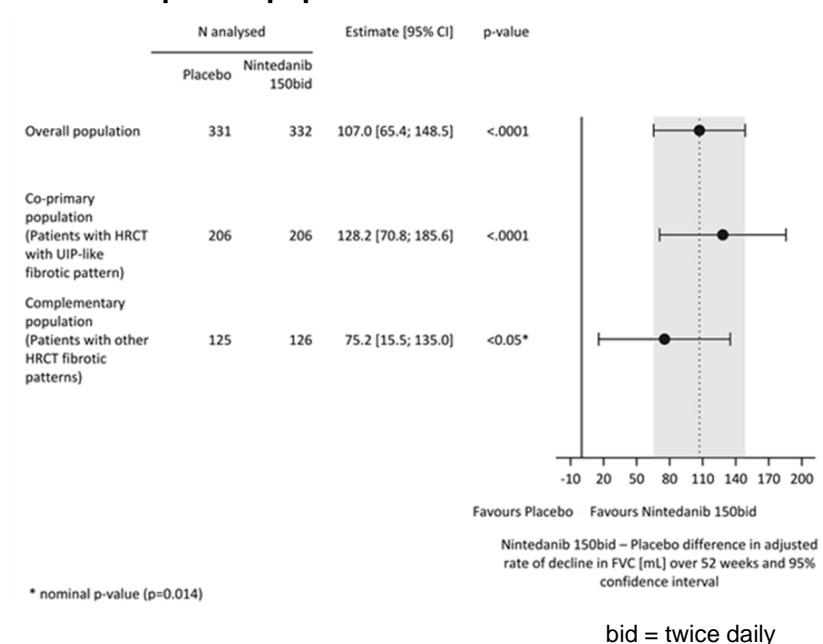 N analysed Estimate [95% CI] p-value
Placebo Nintedanib 150bid
Overall population 331 332 107.0 [65.4; 148.5] <.0001
Co-primary
population
(Patients with HRCT 206 206 128.2 [70.8; 185.6] <.0001
with UIP-like
fibrotic pattern)
Complementary
population
(Patients with other 125 126 75.2 [15.5; 135.0] <0.05*
HRCT fibrotic
patterns)
-10 20 50 80 110 140 170 200
Favours Placebo Favours Nintedanib 150bid
Nintedanib 150bid – Placebo difference in adjusted
rate of decline in FVC [mL] over 52 weeks and 95%
confidence interval
* nominal p-value (p=0.014)
bid = twice daily